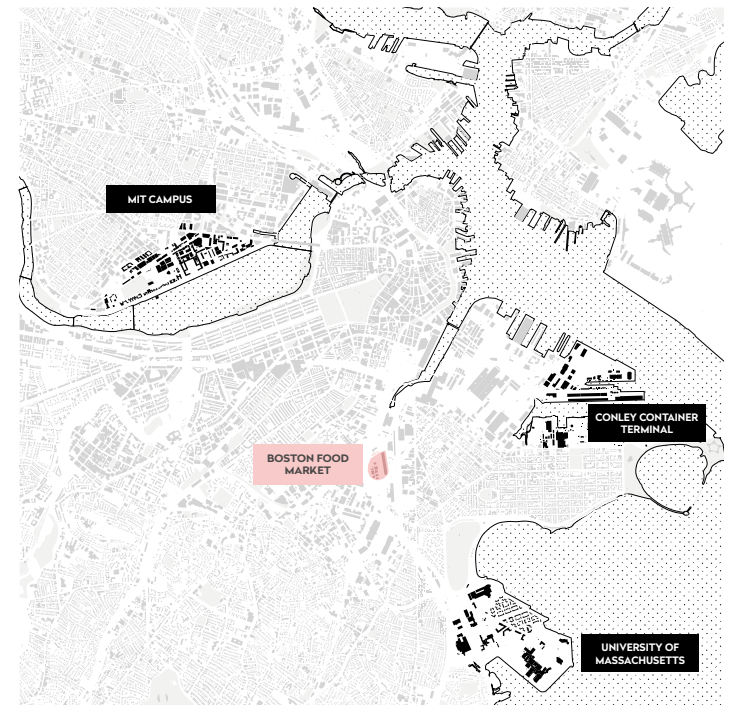 MIT CAMPUS
CONLEY CONTAINER
TERMINAL
BOSTON FOOD
MARKET
UNIVERSITY OF
MASSACHUSETTS